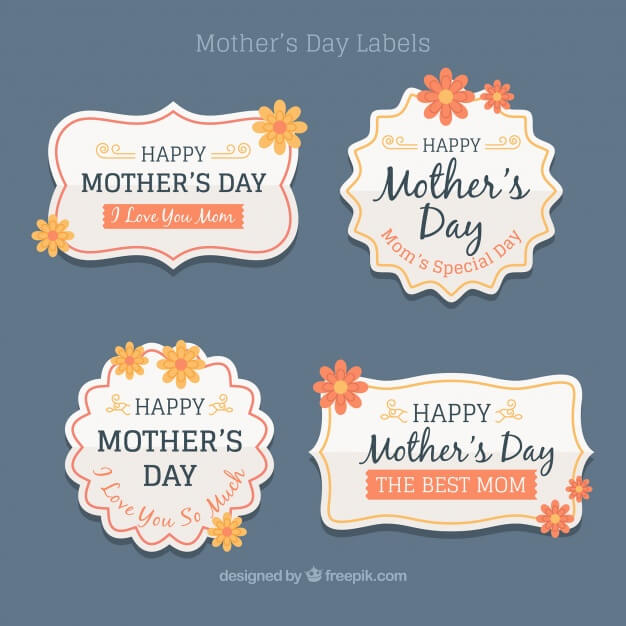 Mother's Day Labels
HAPPY
MOTHER'S DAY
I Love You Mom
HAPPY
Mother's
Day
Mom's Special Day
HAPPY
MOTHER'S
DAY
I Love You So Much
HAPPY
Mother's Day
THE BEST MOM
designed by freepik.com